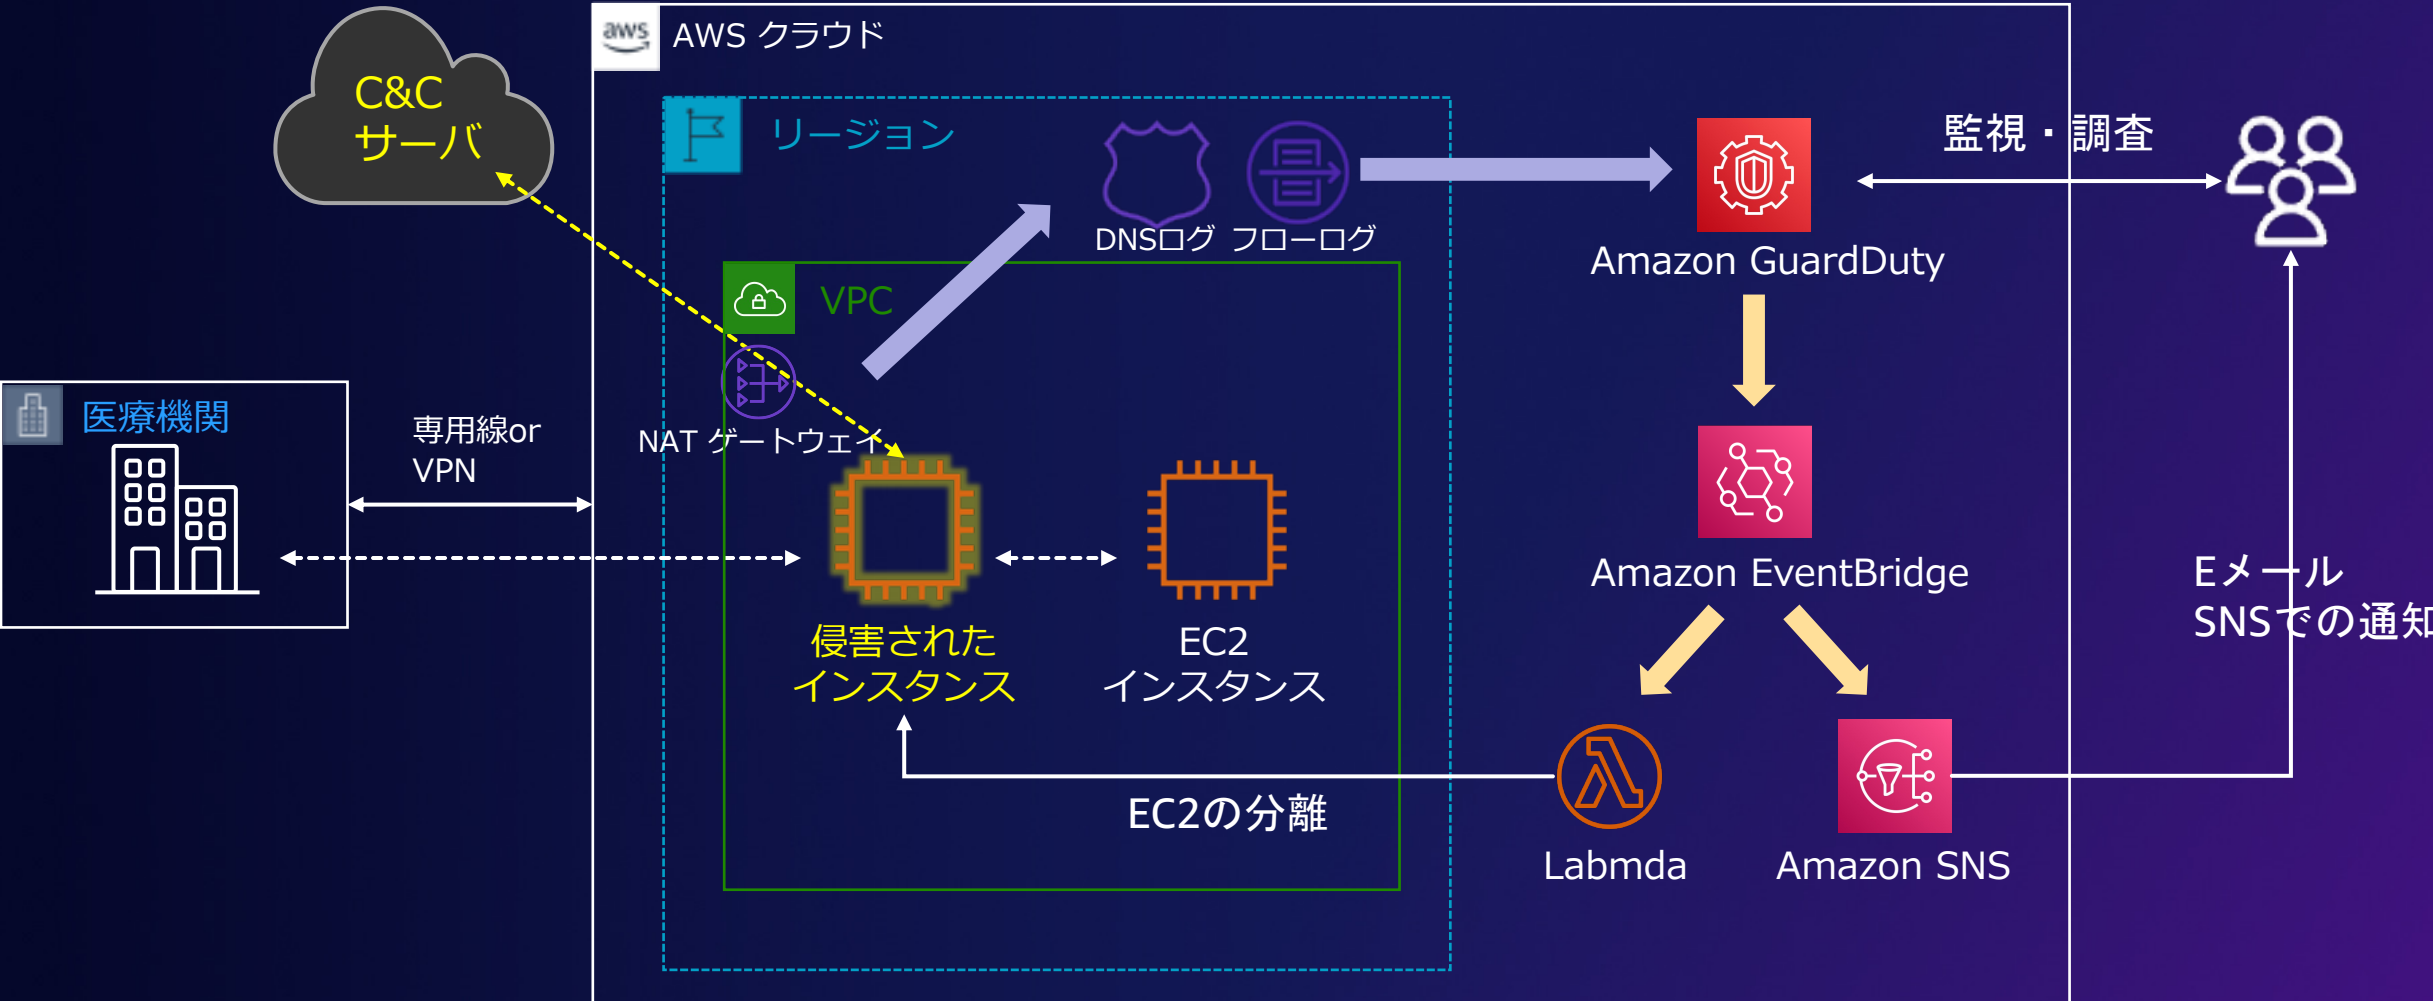 aws
AWS クラウド
C&C
サーバ
リージョン
監視・調査
DNSログ
フローログ
Amazon GuardDuty
VPC
医療機関
専用線or
VPN
NAT ゲートウェイ
Amazon EventBridge
Eメール
SNSでの通知
侵害された
インスタンス
EC2
インスタンス
EC2の分離
Labmda
Amazon SNS